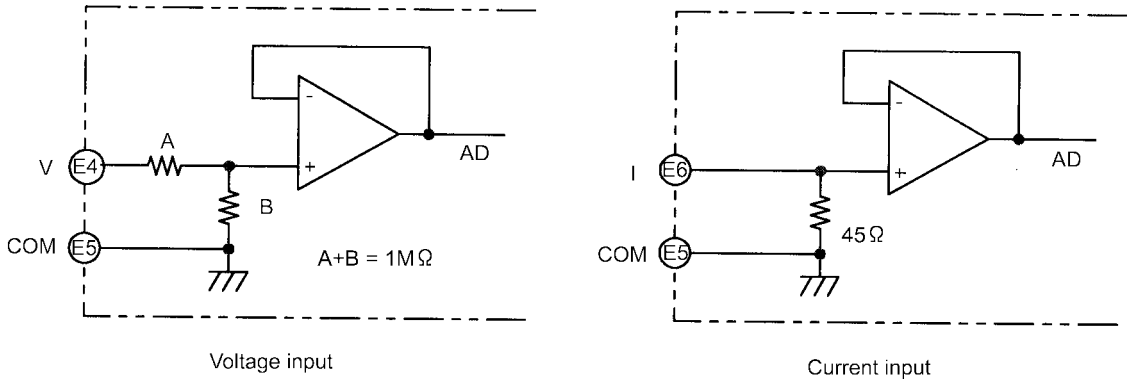 -
A
AD
V
E4
+
B
COM
E5
A+B = 1MΩ
Voltage input
-
AD
I
E6
+
45Ω
COM
E5
Current input